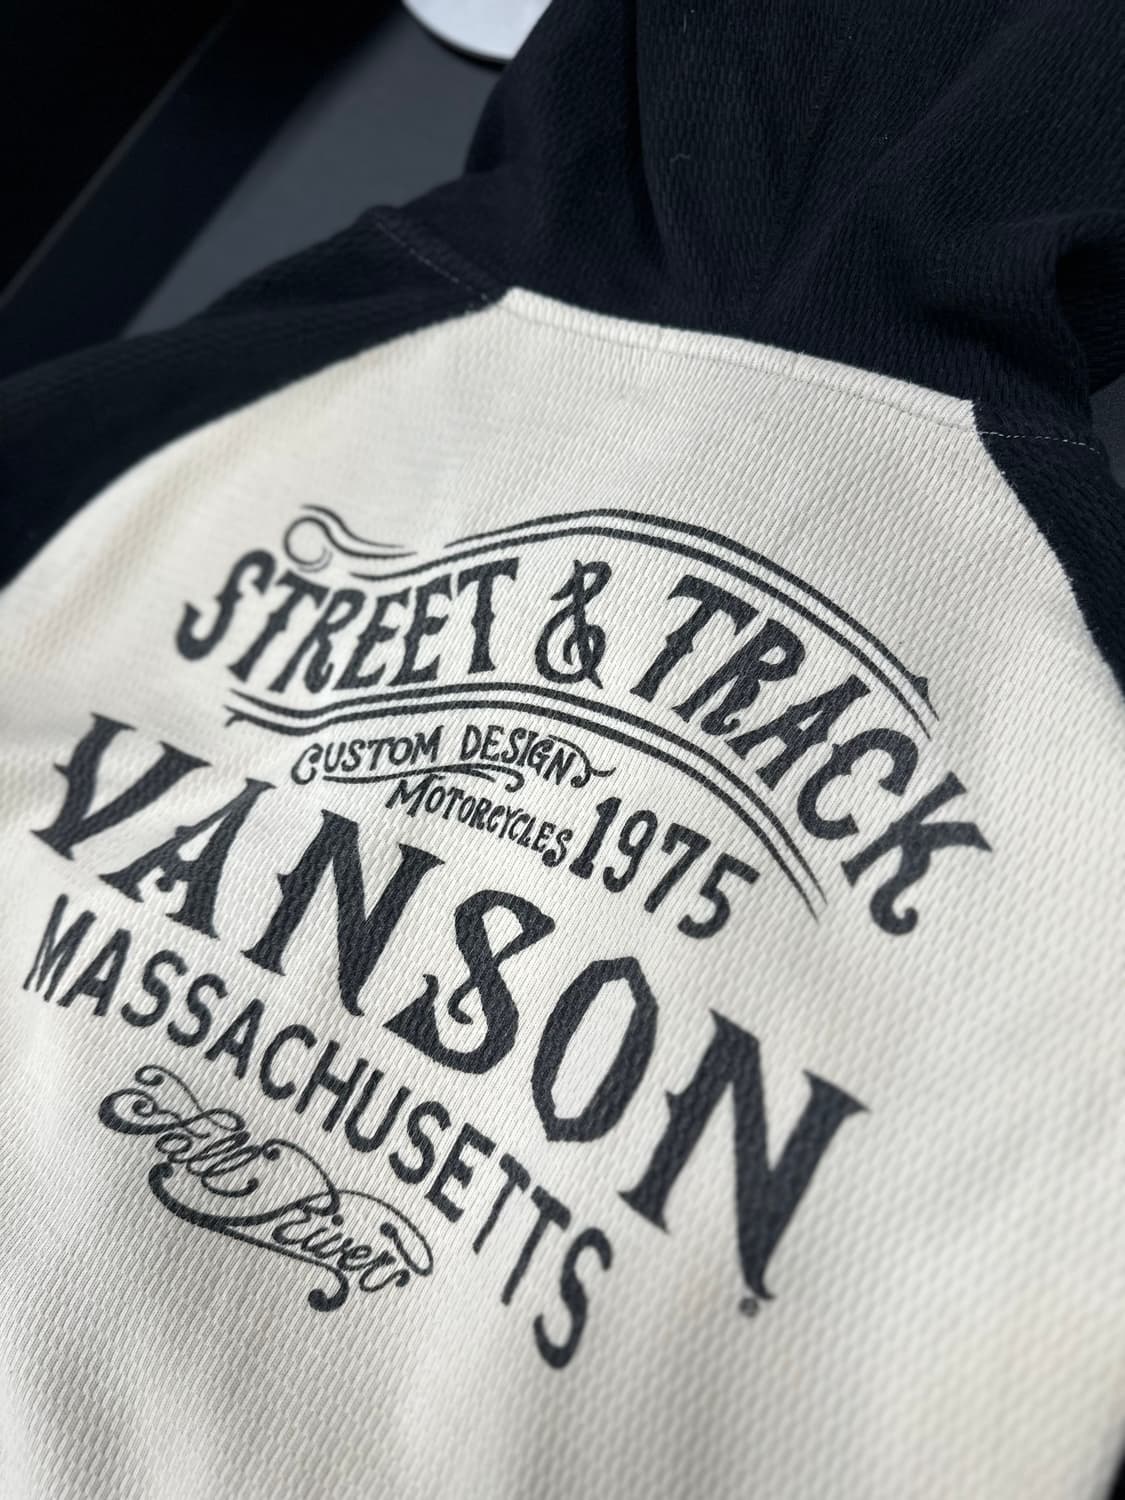 STREET & TRACK
CUSTOM DESIGN
MOTORCYCLES 1975
VANSON
MASSACHUSETTS
Fall River
®